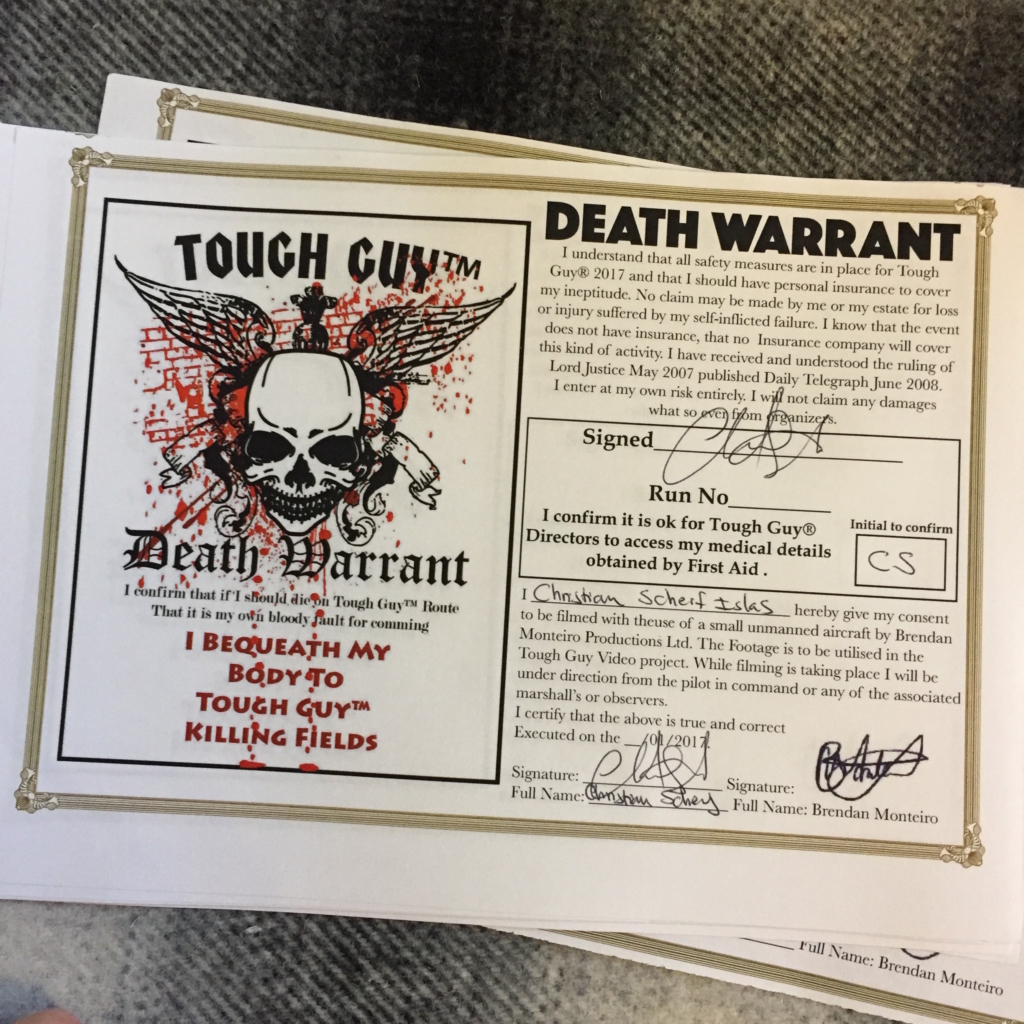 TOUGH GUY™
Death Warrant
I confirm that if I should die on Tough Guy™ Route
That it is my own bloody fault for comming
I BEQUEATH MY
BODY TO
TOUGH GUY™
KILLING FIELDS
DEATH WARRANT
I understand that all safety measures are in place for Tough
Guy® 2017 and that I should have personal insurance to cover
my ineptitude. No claim may be made by me or my estate for loss
or injury suffered by my self-inflicted failure. I know that the event
does not have insurance, that no Insurance company will cover
this kind of activity. I have received and understood the ruling of
Lord Justice May 2007 published Daily Telegraph June 2008.
I enter at my own risk entirely. I will not claim any damages
what so ever from organizers.
Signed
Run No
I confirm it is ok for Tough Guy®
Directors to access my medical details
obtained by First Aid .
Initial to confirm
CS
I Christian Scherf Islas hereby give my consent
to be filmed with theuse of a small unmanned aircraft by Brendan
Monteiro Productions Ltd. The Footage is to be utilised in the
Tough Guy Video project. While filming is taking place I will be
under direction from the pilot in command or any of the associated
marshall's or observers.
I certify that the above is true and correct
Executed on the /01/2017.
Signature: Signature:
Full Name: Christian Scherf Full Name: Brendan Monteiro
Full Name: Brendan Monteiro